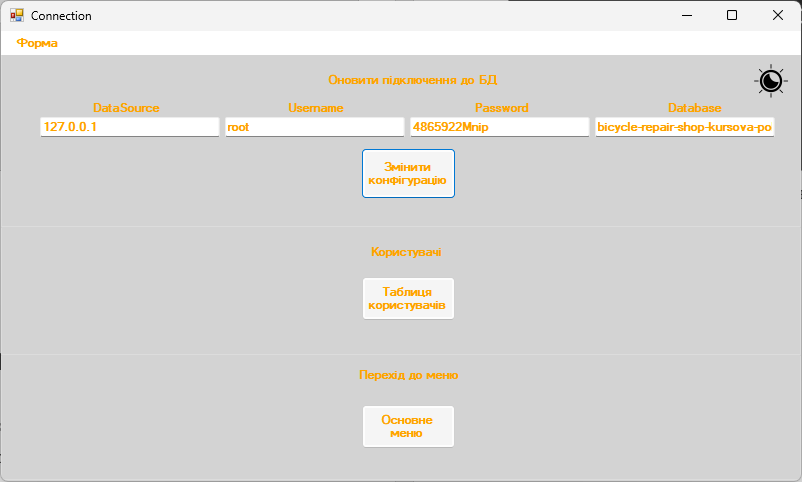 Connection
Форма
Оновити підключення до БД
DataSource Username Password Database
127.0.0.1 root 4865922Mnip bicycle-repair-shop-kursova-po
Змінити
конфігурацію
Користувачі
Таблиця
користувачів
Перехід до меню
Основне
меню